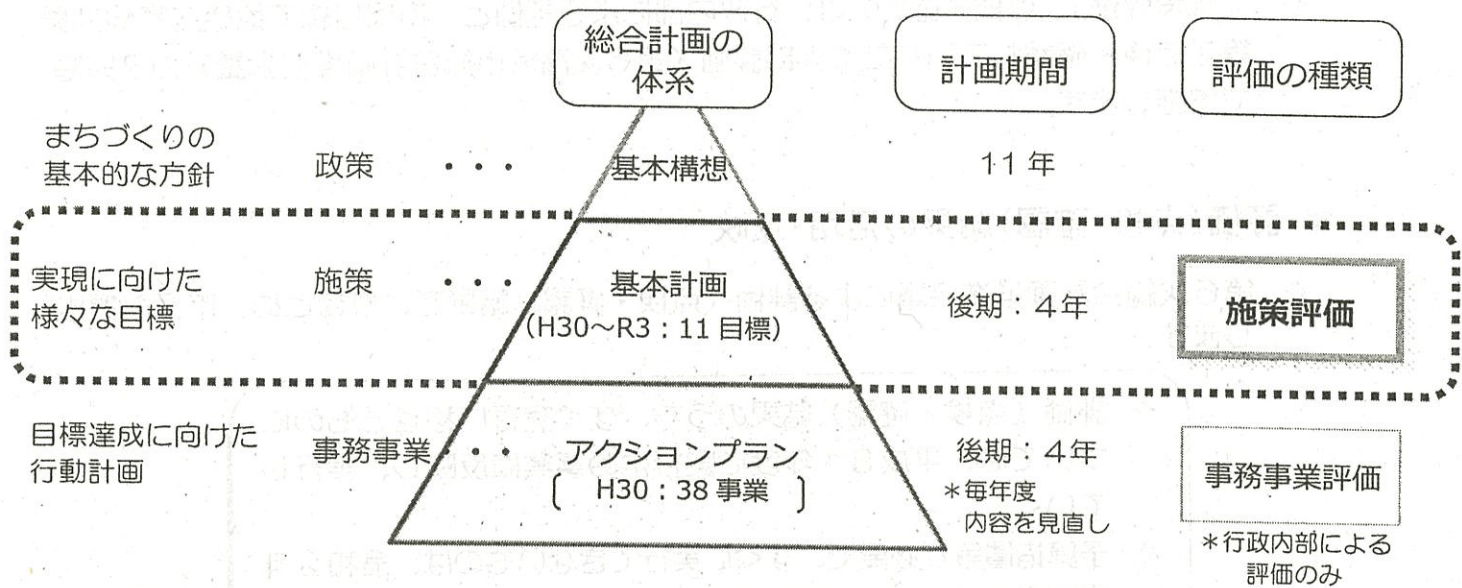 総合計画の
体系
計画期間
評価の種類
まちづくりの
基本的な方針
政策 ・・・
基本構想
11年
実現に向けた
様々な目標
施策 ・・・
基本計画
(H30～R3：11目標)
後期：4年
施策評価
目標達成に向けた
行動計画
事務事業・・・
アクションプラン
〔 H30：38事業 〕
後期：4年
＊毎年度
内容を見直し
事務事業評価
＊行政内部による
評価のみ